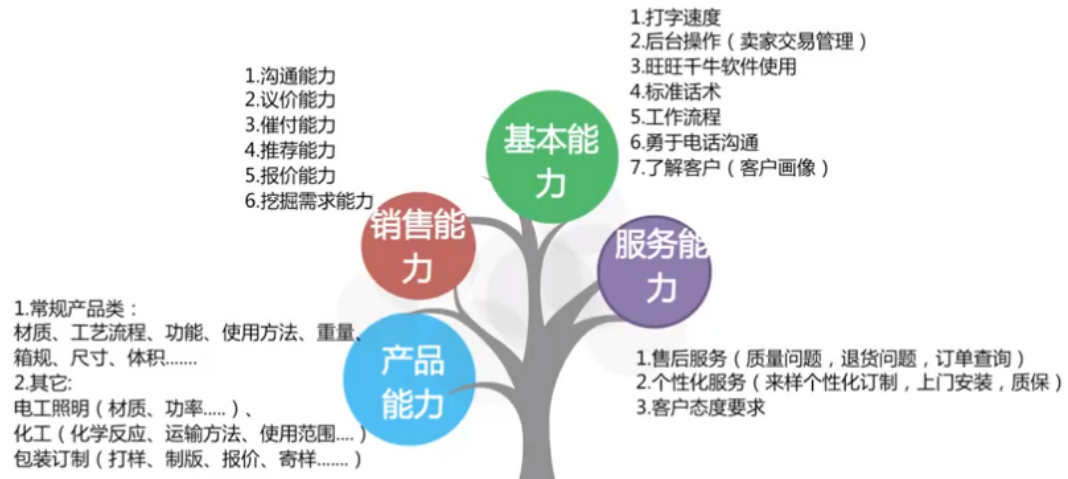 1.打字速度
2.后台操作（卖家交易管理）
3.旺旺千牛软件使用
4.标准话术
5.工作流程
6.勇于电话沟通
7.了解客户（客户画像）
基本能
力
1.沟通能力
2.议价能力
3.催付能力
4.推荐能力
5.报价能力
6.挖掘需求能力
销售能
力
服务能
力
1.常规产品类：
材质、工艺流程、功能、使用方法、重量、
箱规、尺寸、体积.......
2.其它:
电工照明（材质、功率.....）、
化工（化学反应、运输方法、使用范围....）
包装订制（打样、制版、报价、寄样.......）
产品
能力
1.售后服务（质量问题，退货问题，订单查询）
2.个性化服务（来样个性化订制，上门安装，质保）
3.客户态度要求